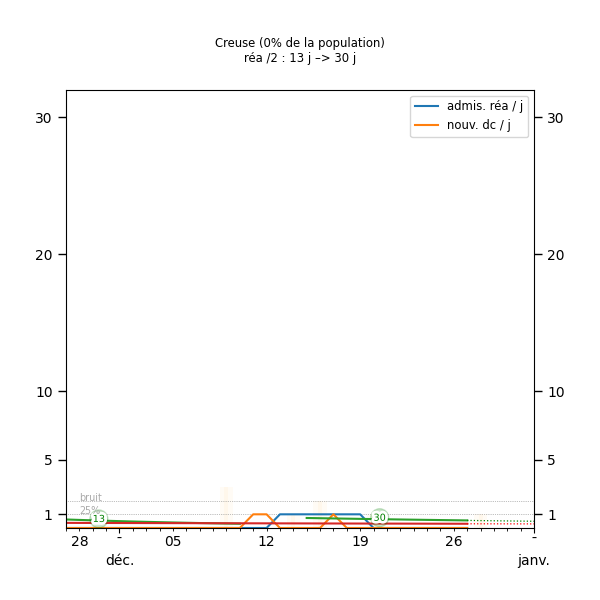 Creuse (0% de la population)
réa /2 : 13 j –> 30 j
admis. réa / j
nouv. dc / j
30 30
20 20
10 10
5 5
bruit
25%
13 30
1 1
28 - 05 12 19 26 -
déc. janv.